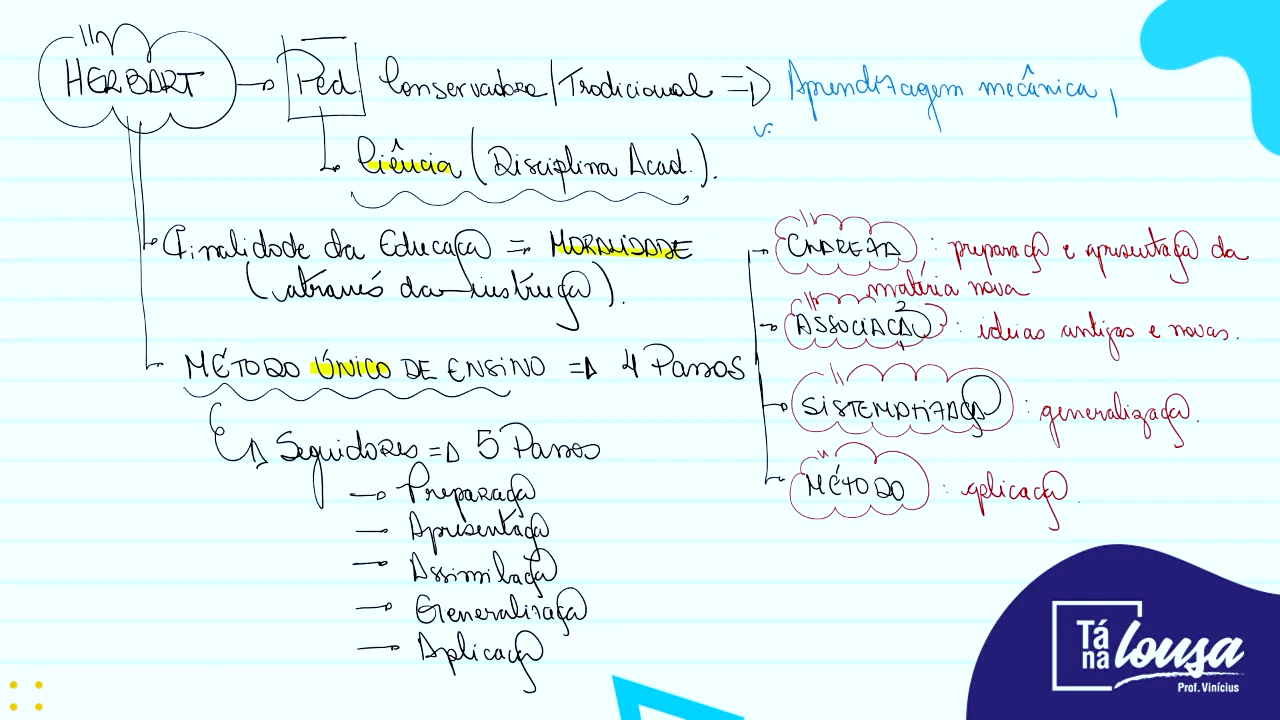 HERBART → Ped. Conservadora/Tradicional ⇒ Aprendizagem mecânica,
Ciência (Disciplina Acad.).
Finalidade da Educação ⇒ MORALIDADE
(através da instrução).
MÉTODO ÚNICO DE ENSINO ⇒ 4 Passos
CLAREZA : preparação e apresentação da
matéria nova
ASSOCIAÇÃO : ideias antigas e novas.
SISTEMATIZAÇÃO : generalização.
MÉTODO : aplicação.
Seguidores ⇒ 5 Passos
→ Preparação
→ Apresentação
→ Assimilação
→ Generalização
→ Aplicação
Tá
na lousa
Prof. Vinícius